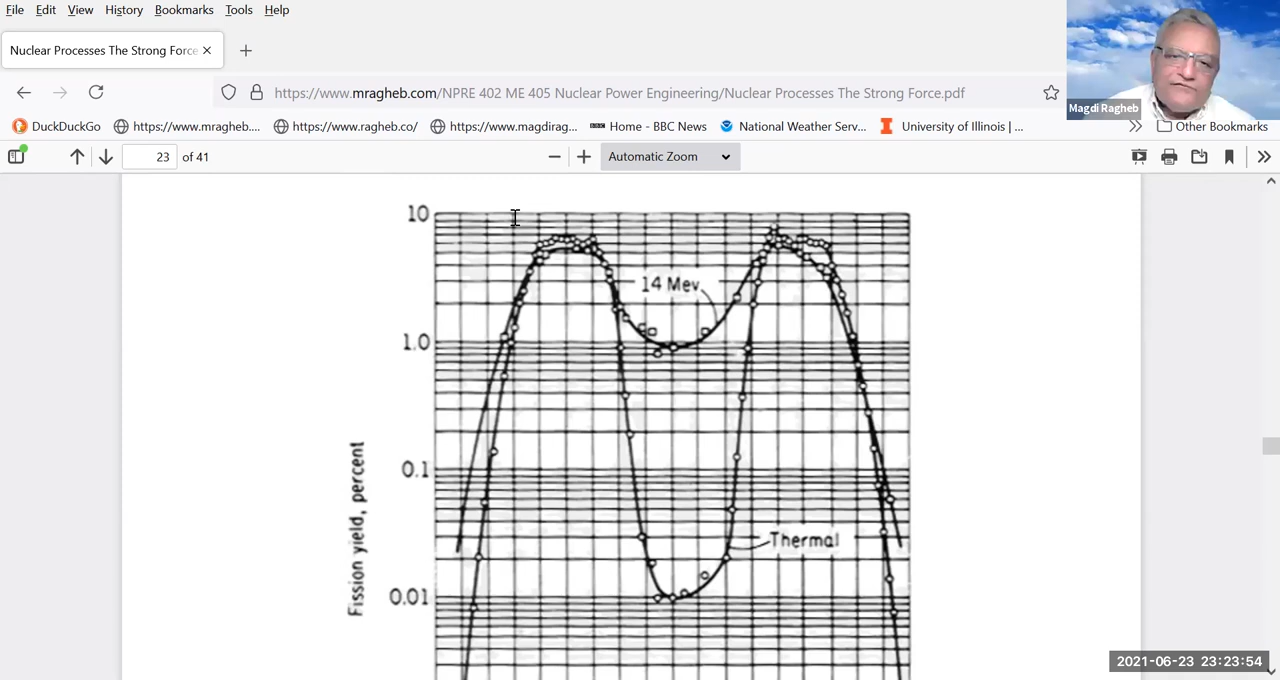 File Edit View History Bookmarks Tools Help
Nuclear Processes The Strong Force
https://www.mragheb.com/NPRE 402 ME 405 Nuclear Power Engineering/Nuclear Processes The Strong Force.pdf
Magdi Ragheb
DuckDuckGo https://www.mragheb.... https://www.ragheb.co/ https://www.magdirag... BBC Home - BBC News National Weather Serv... University of Illinois | ... Other Bookmarks
23 of 41 Automatic Zoom
10
14 Mev
1.0
0.1
Fission yield, percent
Thermal
0.01
2021-06-23 23:23:54